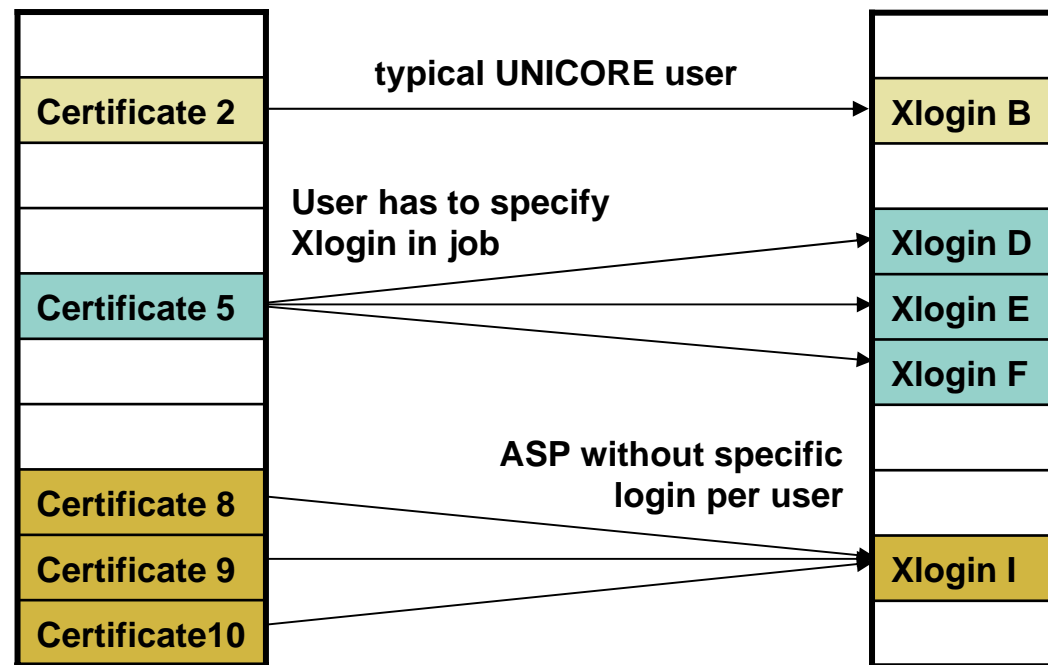 typical UNICORE user
Certificate 2
Xlogin B
User has to specify
Xlogin in job
Xlogin D
Certificate 5
Xlogin E
Xlogin F
ASP without specific
login per user
Certificate 8
Certificate 9
Xlogin I
Certificate10